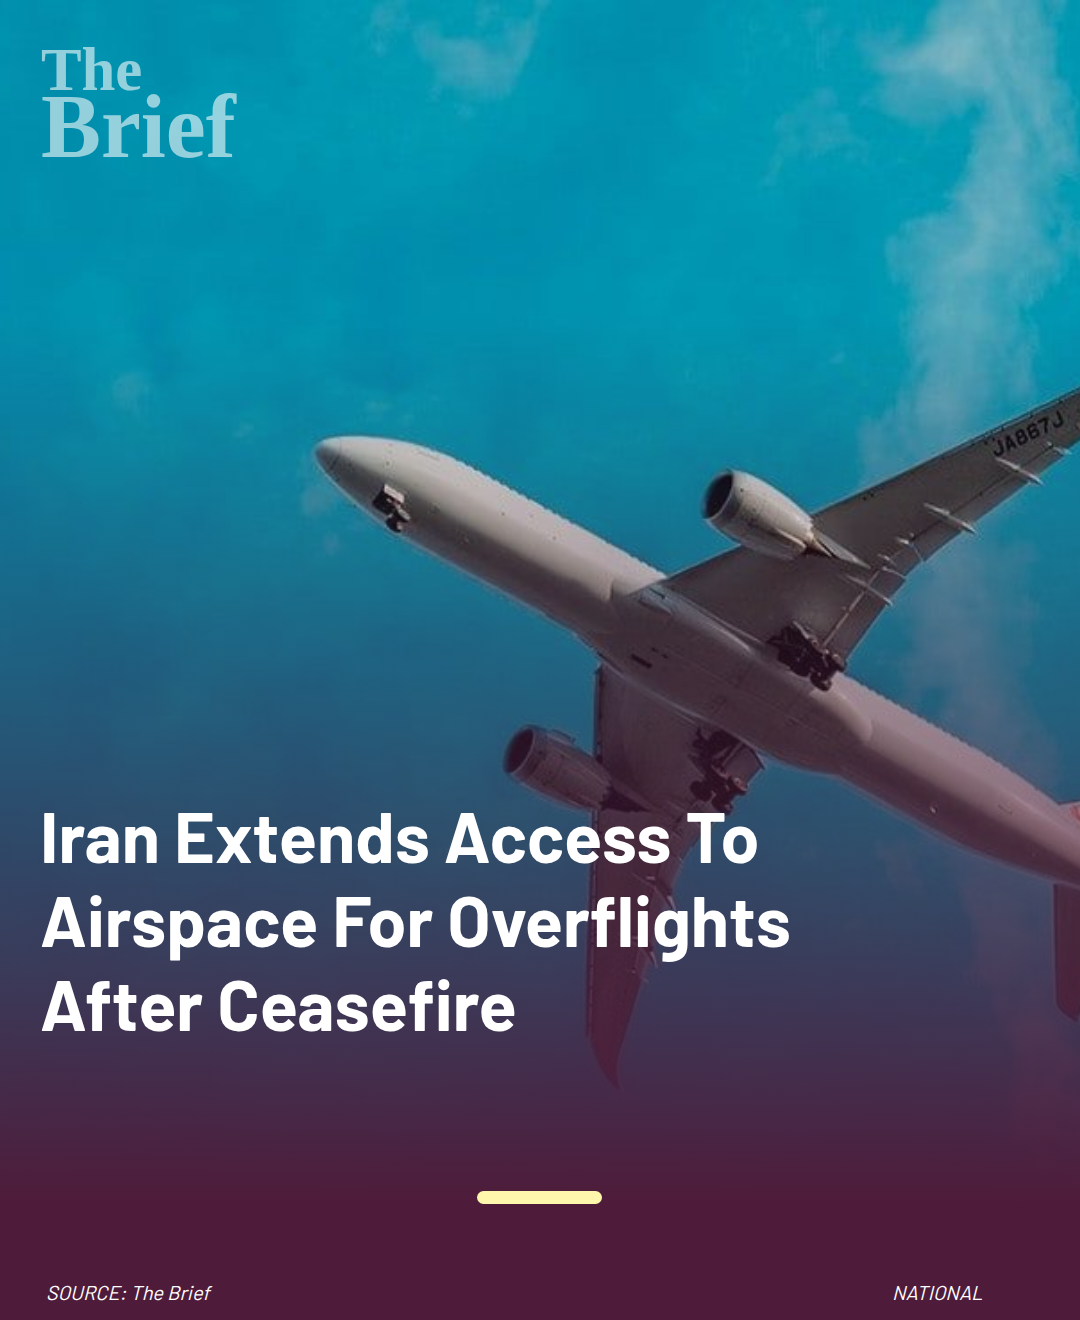 The
Brief
JA867J
Iran Extends Access To
Airspace For Overflights
After Ceasefire
SOURCE: The Brief
NATIONAL